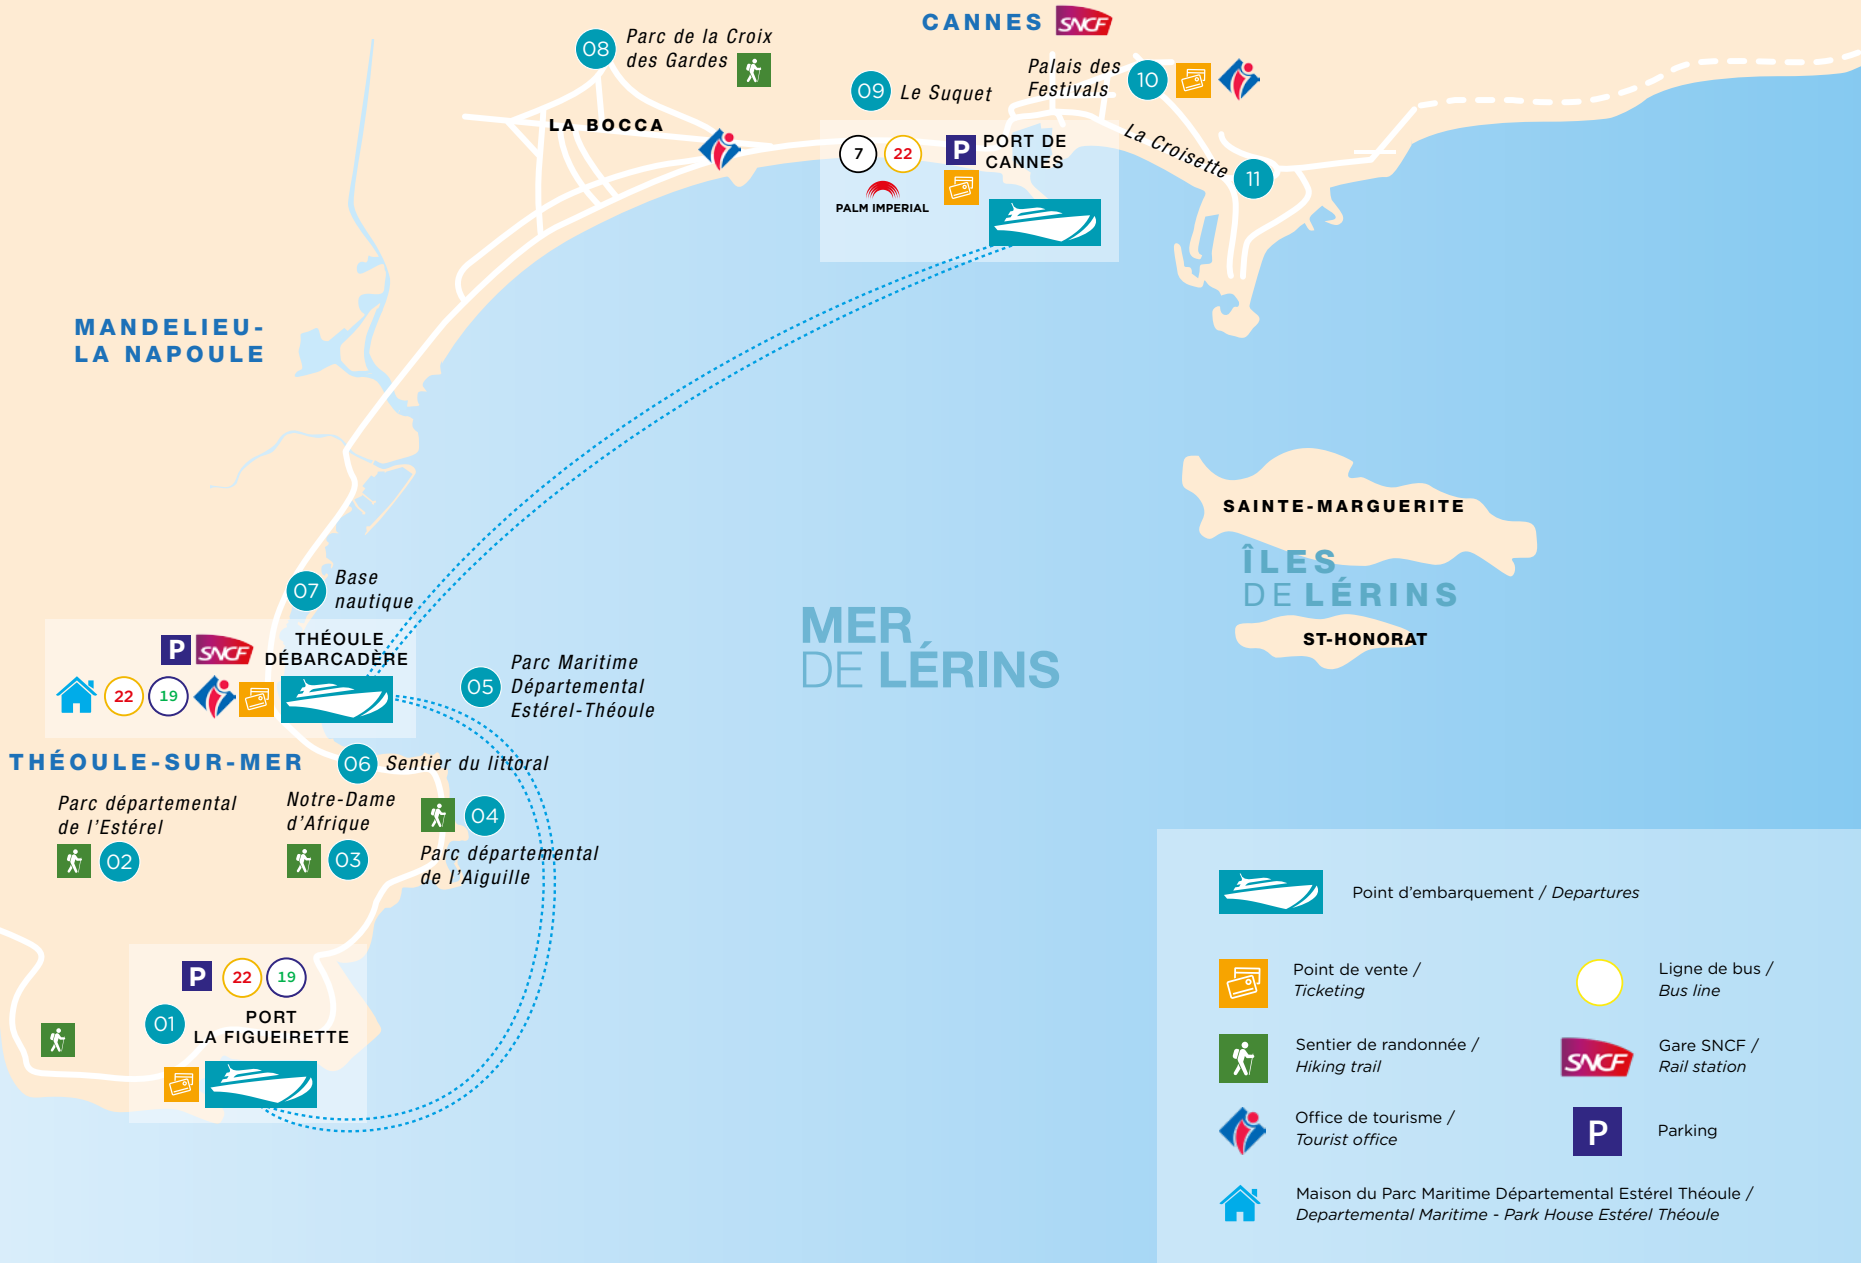 CANNES SNCF
08
Parc de la Croix
des Gardes
LA BOCCA
09
Le Suquet
Palais des
Festivals
10
La Croisette
11
7
22
P
PORT DE
CANNES
PALM IMPERIAL
MANDELIEU-
LA NAPOULE
SAINTE-MARGUERITE
ÎLES
DE LÉRINS
ST-HONORAT
MER
DE LÉRINS
07
Base
nautique
P SNCF
THÉOULE
DÉBARCADÈRE
22
19
05
Parc Maritime
Départemental
Estérel-Théoule
THÉOULE-SUR-MER
06
Sentier du littoral
Parc départemental
de l'Estérel
02
Notre-Dame
d'Afrique
03
04
Parc départemental
de l'Aiguille
P
22
19
01
PORT
LA FIGUEIRETTE
Point d'embarquement / Departures
Point de vente /
Ticketing
Ligne de bus /
Bus line
Sentier de randonnée /
Hiking trail
SNCF
Gare SNCF /
Rail station
Office de tourisme /
Tourist office
P
Parking
Maison du Parc Maritime Départemental Estérel Théoule /
Departemental Maritime - Park House Estérel Théoule